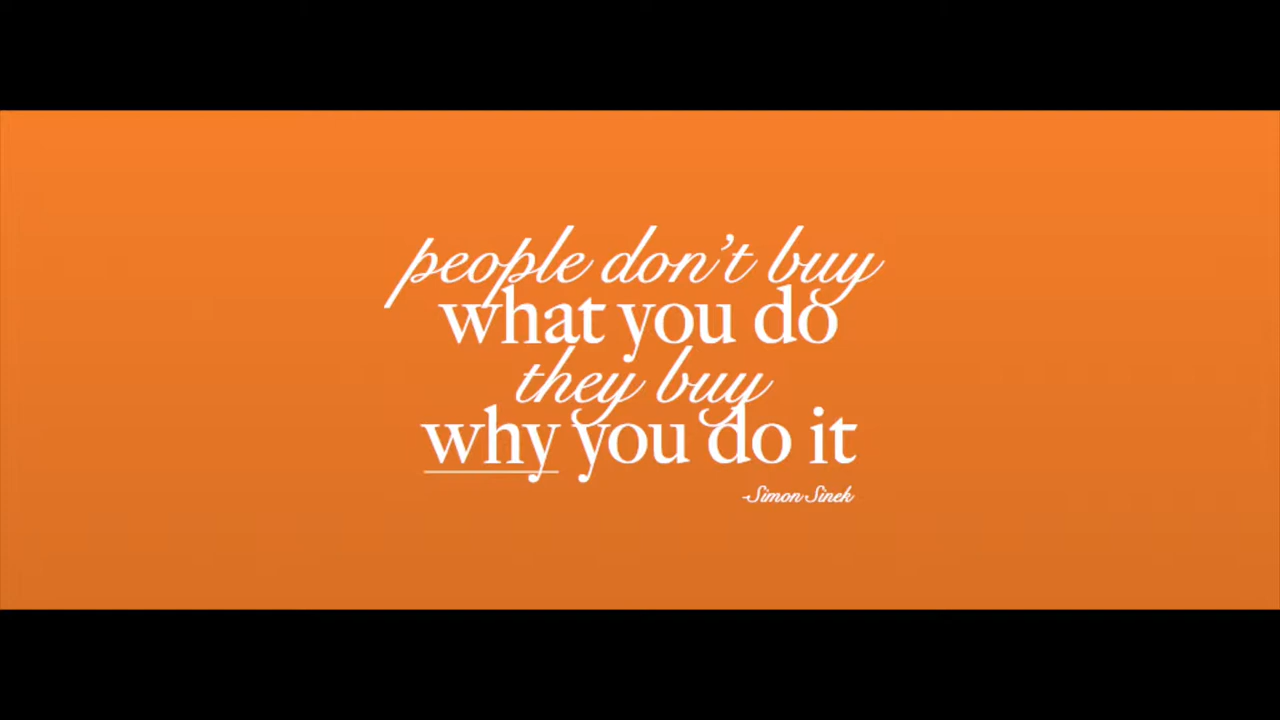 people don't buy
what you do
they buy
why you do it
-Simon Sinek